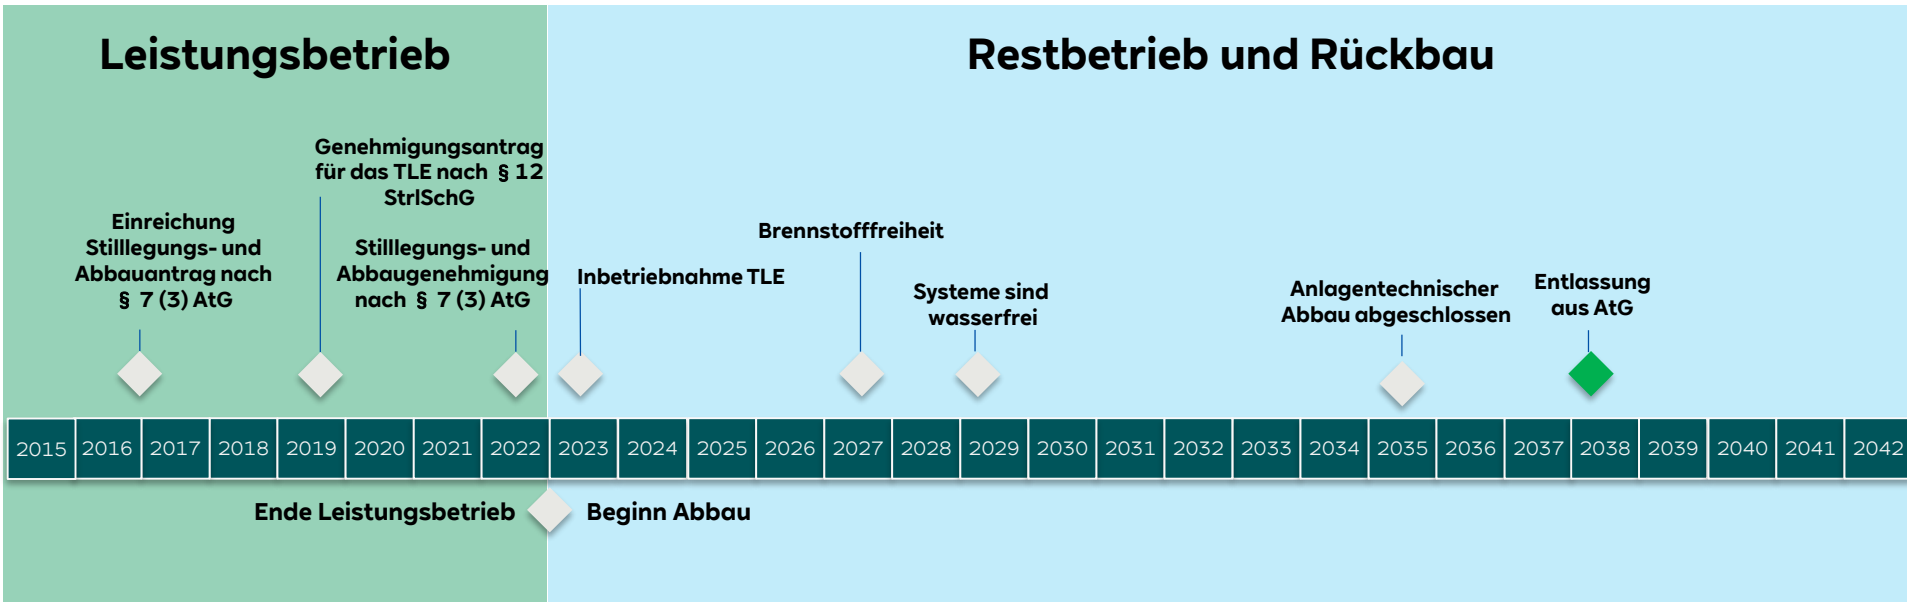 Leistungsbetrieb
Restbetrieb und Rückbau
Genehmigungsantrag
für das TLE nach § 12
StrlSchG
Einreichung
Stilllegungs- und
Abbauantrag nach
§ 7 (3) AtG
Stilllegungs- und
Abbaugenehmigung
nach § 7 (3) AtG
Inbetriebnahme TLE
Brennstofffreiheit
Systeme sind
wasserfrei
Anlagentechnischer
Abbau abgeschlossen
Entlassung
aus AtG
2015 2016 2017 2018 2019 2020 2021 2022 2023 2024 2025 2026 2027 2028 2029 2030 2031 2032 2033 2034 2035 2036 2037 2038 2039 2040 2041 2042
Ende Leistungsbetrieb
Beginn Abbau